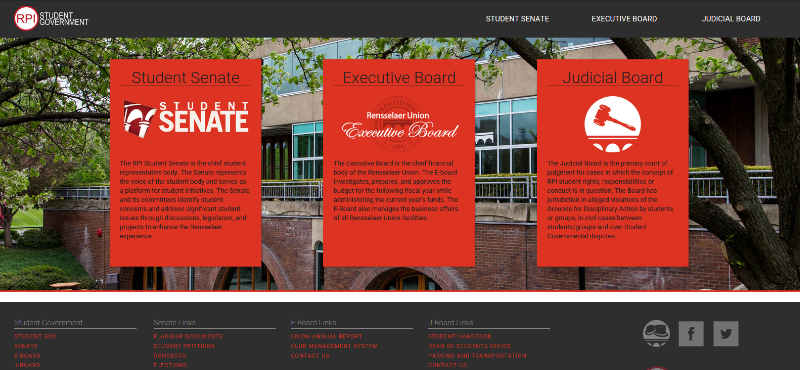 RPI STUDENT
GOVERNMENT
STUDENT SENATE
EXECUTIVE BOARD
JUDICIAL BOARD
Student Senate
STUDENT
SENATE
The RPI Student Senate is the chief student
representative body. The Senate represents
the voice of the student body and serves as
a platform for student initiatives. The Senate
and its committees identify student
concerns and address significant student
issues through discussions, legislation, and
projects to enhance the Rensselaer
experience.
Executive Board
Rensselaer Union
Executive Board
The Executive Board is the chief financial
body of the Rensselaer Union. The E-board
investigates, prepares, and approves the
budget for the following fiscal year while
administering the current year's funds. The
E-Board also manages the business affairs
of all Rensselaer Union facilities.
Judicial Board
The Judicial Board is the primary court of
judgment for cases in which the concept of
RPI student rights, responsibilities or
conduct is in question. The Board has
jurisdiction in alleged violations of the
Grounds for Disciplinary Action by students
or groups, in civil cases between
students/groups and over Student
Governmental disputes.
Student Government
STUDENT GOV
SENATE
E-BOARD
J-BOARD
Senate Links
FLAGSHIP DOCUMENTS
STUDENT PETITIONS
CONCERTS
ELECTIONS
E-Board Links
UNION ANNUAL REPORT
CLUB MANAGEMENT SYSTEM
CONTACT US
J-Board Links
STUDENT HANDBOOK
DEAN OF STUDENTS OFFICE
PARKING AND TRANSPORTATION
CONTACT US